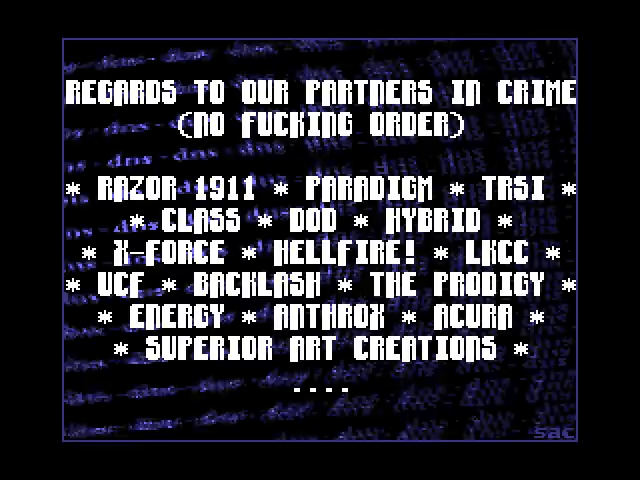 REGARDS TO OUR PARTNERS IN CRIME
(NO FUCKING ORDER)
* RAZOR 1911 * PARADIGM * TRSI *
* CLASS * DOD * HYBRID *
* X-FORCE * HELLFIRE! * LKCC *
* UCF * BACKLASH * THE PRODIGY *
* ENERGY * ANTHROX * ACURA *
* SUPERIOR ART CREATIONS *
....
sac